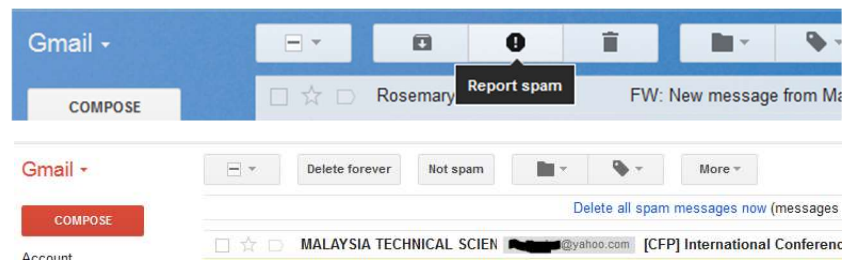 Gmail
COMPOSE
Report spam
Rosemary FW: New message from Ma
Gmail Delete forever Not spam More
COMPOSE
Delete all spam messages now (messages
MALAYSIA TECHNICAL SCIEN @yahoo.com [CFP] International Conferenc
Account